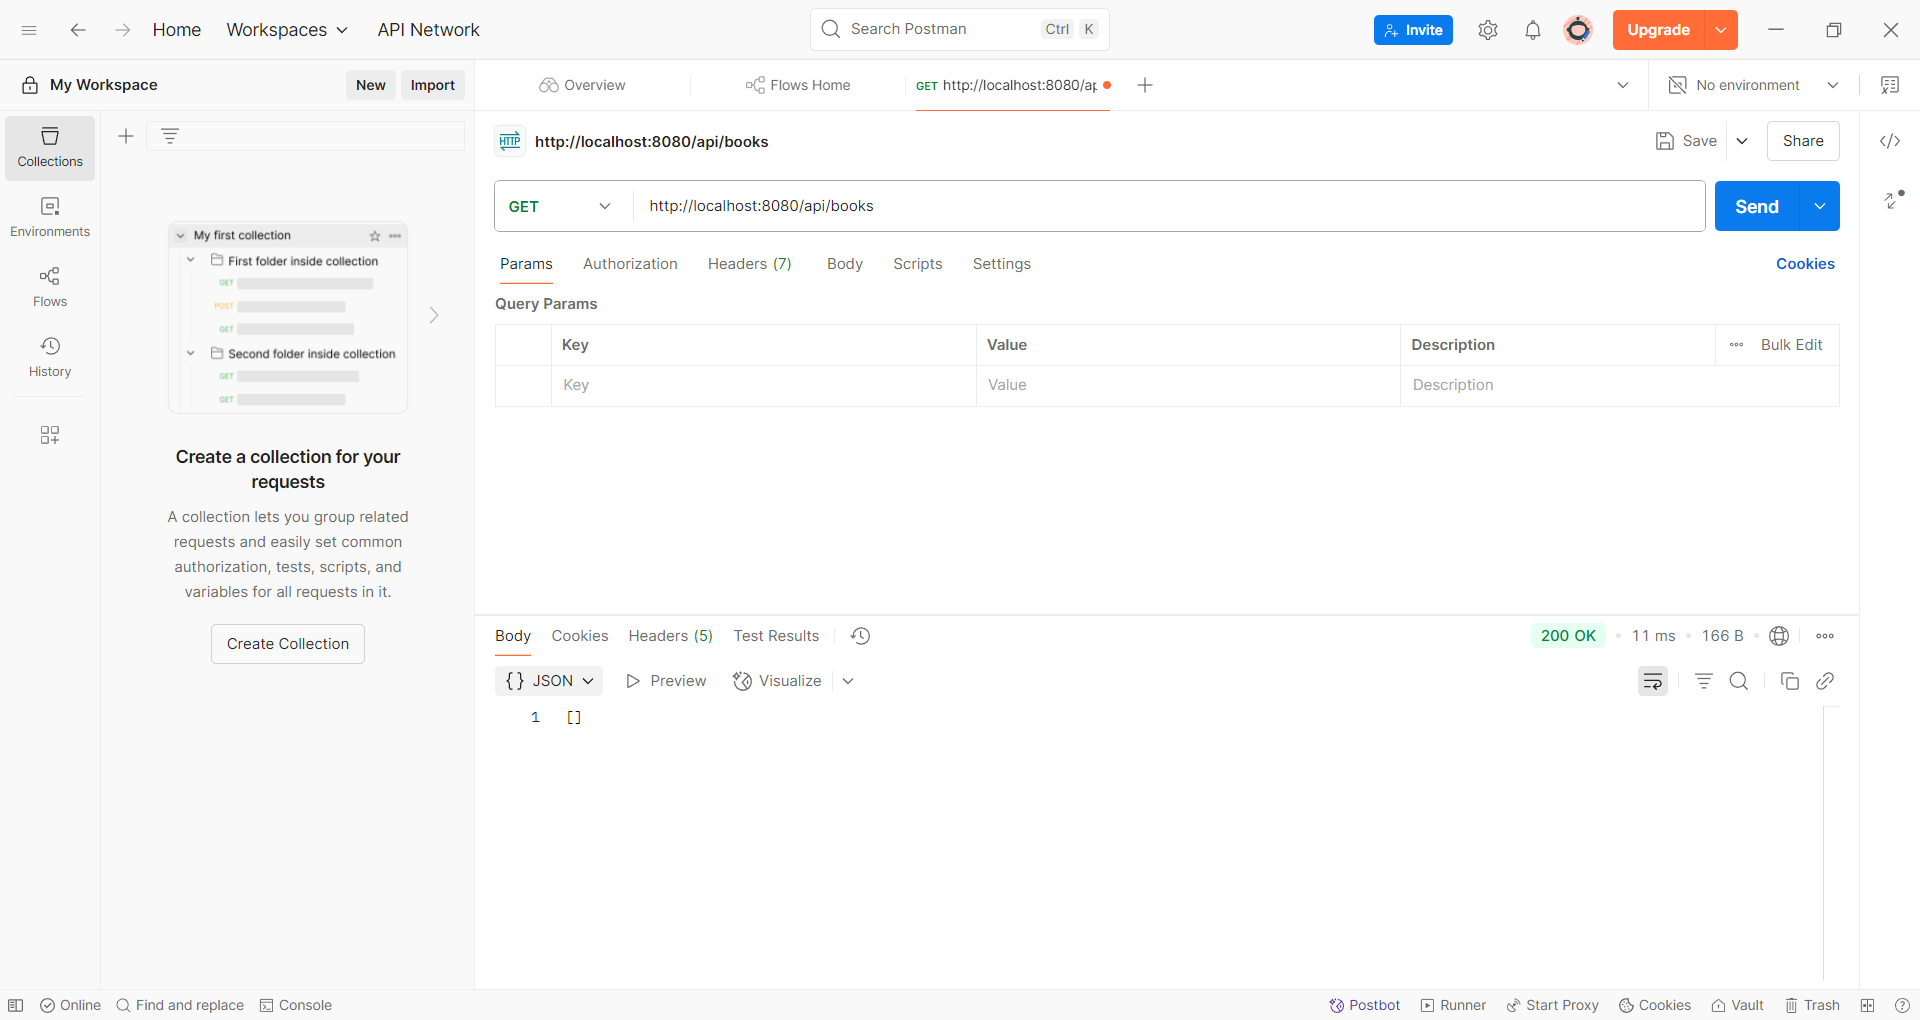 Home Workspaces API Network Search Postman Ctrl K Invite Upgrade
My Workspace New Import Overview Flows Home GET http://localhost:8080/ap No environment
Collections
Environments
Flows
History
My first collection
First folder inside collection
GET
POST
GET
Second folder inside collection
GET
GET
Create a collection for your
requests
A collection lets you group related
requests and easily set common
authorization, tests, scripts, and
variables for all requests in it.
Create Collection
HTTP http://localhost:8080/api/books Save Share
GET http://localhost:8080/api/books Send
Params Authorization Headers (7) Body Scripts Settings Cookies
Query Params
Key Value Description Bulk Edit
Key Value Description
Body Cookies Headers (5) Test Results 200 OK • 11 ms • 166 B •
{} JSON Preview Visualize
1 []
Online Find and replace Console Postbot Runner Start Proxy Cookies Vault Trash